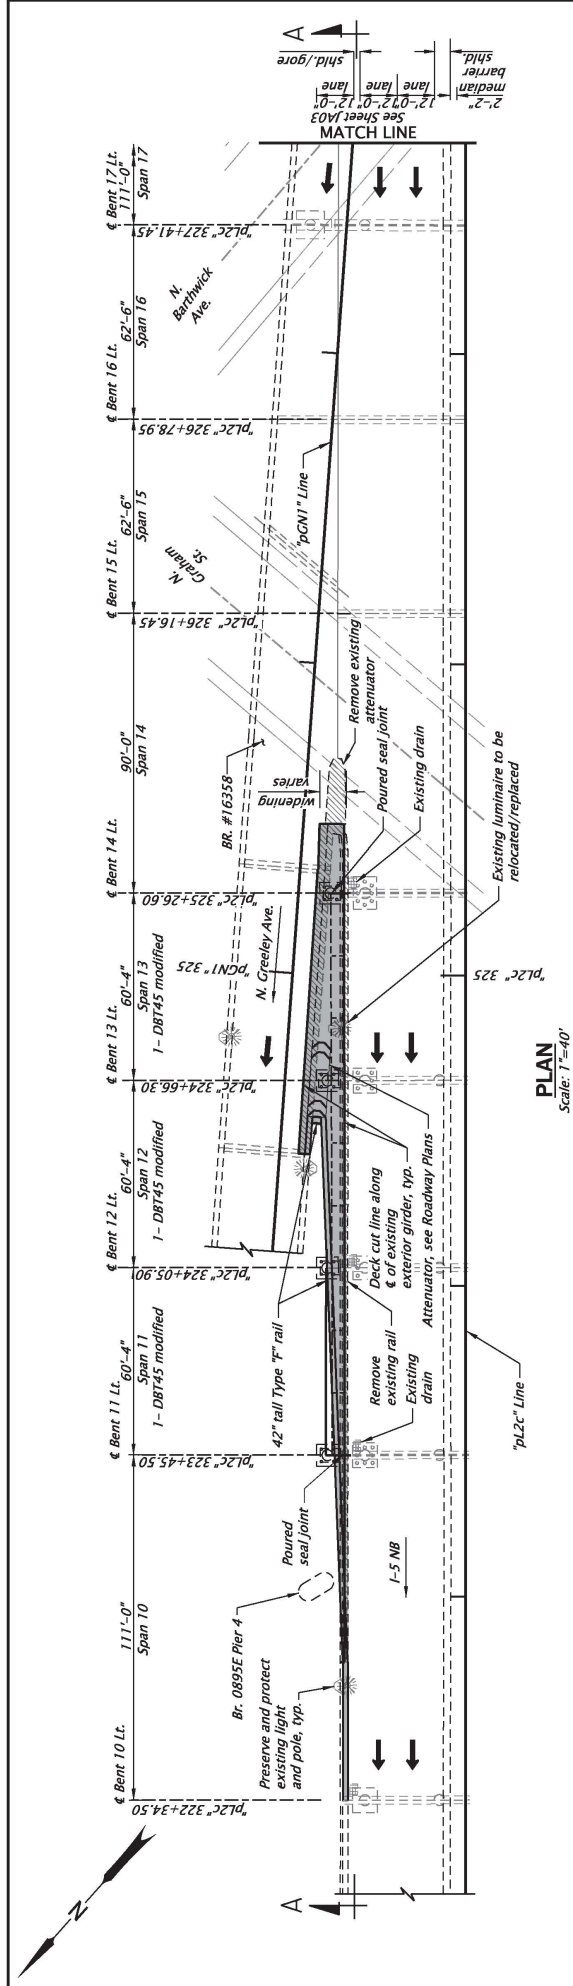 ℄ Bent 10 Lt.
111'-0"
Span 10
"pL2c" 322+34.50
℄ Bent 11 Lt.
60'-4"
Span 11
1- DBT45 modified
"pL2c" 323+45.50
℄ Bent 12 Lt.
60'-4"
Span 12
1- DBT45 modified
"pL2c" 324+05.90
℄ Bent 13 Lt.
60'-4"
Span 13
1- DBT45 modified
"pL2c" 324+66.30
℄ Bent 14 Lt.
90'-0"
Span 14
"pL2c" 325+26.60
℄ Bent 15 Lt.
62'-6"
Span 15
"pL2c" 326+16.45
℄ Bent 16 Lt.
62'-6"
Span 16
"pL2c" 326+78.95
℄ Bent 17 Lt.
111'-0"
Span 17
"pL2c" 327+41.45
N
A
A
Preserve and protect
existing light
and pole, typ.
Br. 0895E Pier 4
Poured
seal joint
42" tall Type "F" rail
BR. #16358
"pGN1" 325
N. Greeley Ave.
widening
varies
N.
Graham
St.
"pGN1" Line
N.
Barthwick
Ave.
Remove existing
attenuator
Poured seal joint
Existing drain
Existing luminaire to be
relocated/replaced
"pL2c" 325
I-5 NB
Remove
existing rail
Existing
drain
Deck cut line along
℄ of existing
exterior girder, typ.
Attenuator, see Roadway Plans
"pL2c" Line
MATCH LINE
See Sheet JA03
shld./gore
12'-0"
lane
12'-0"
lane
12'-0"
lane
2'-2"
median
barrier
shld.
PLAN
Scale: 1"=40'